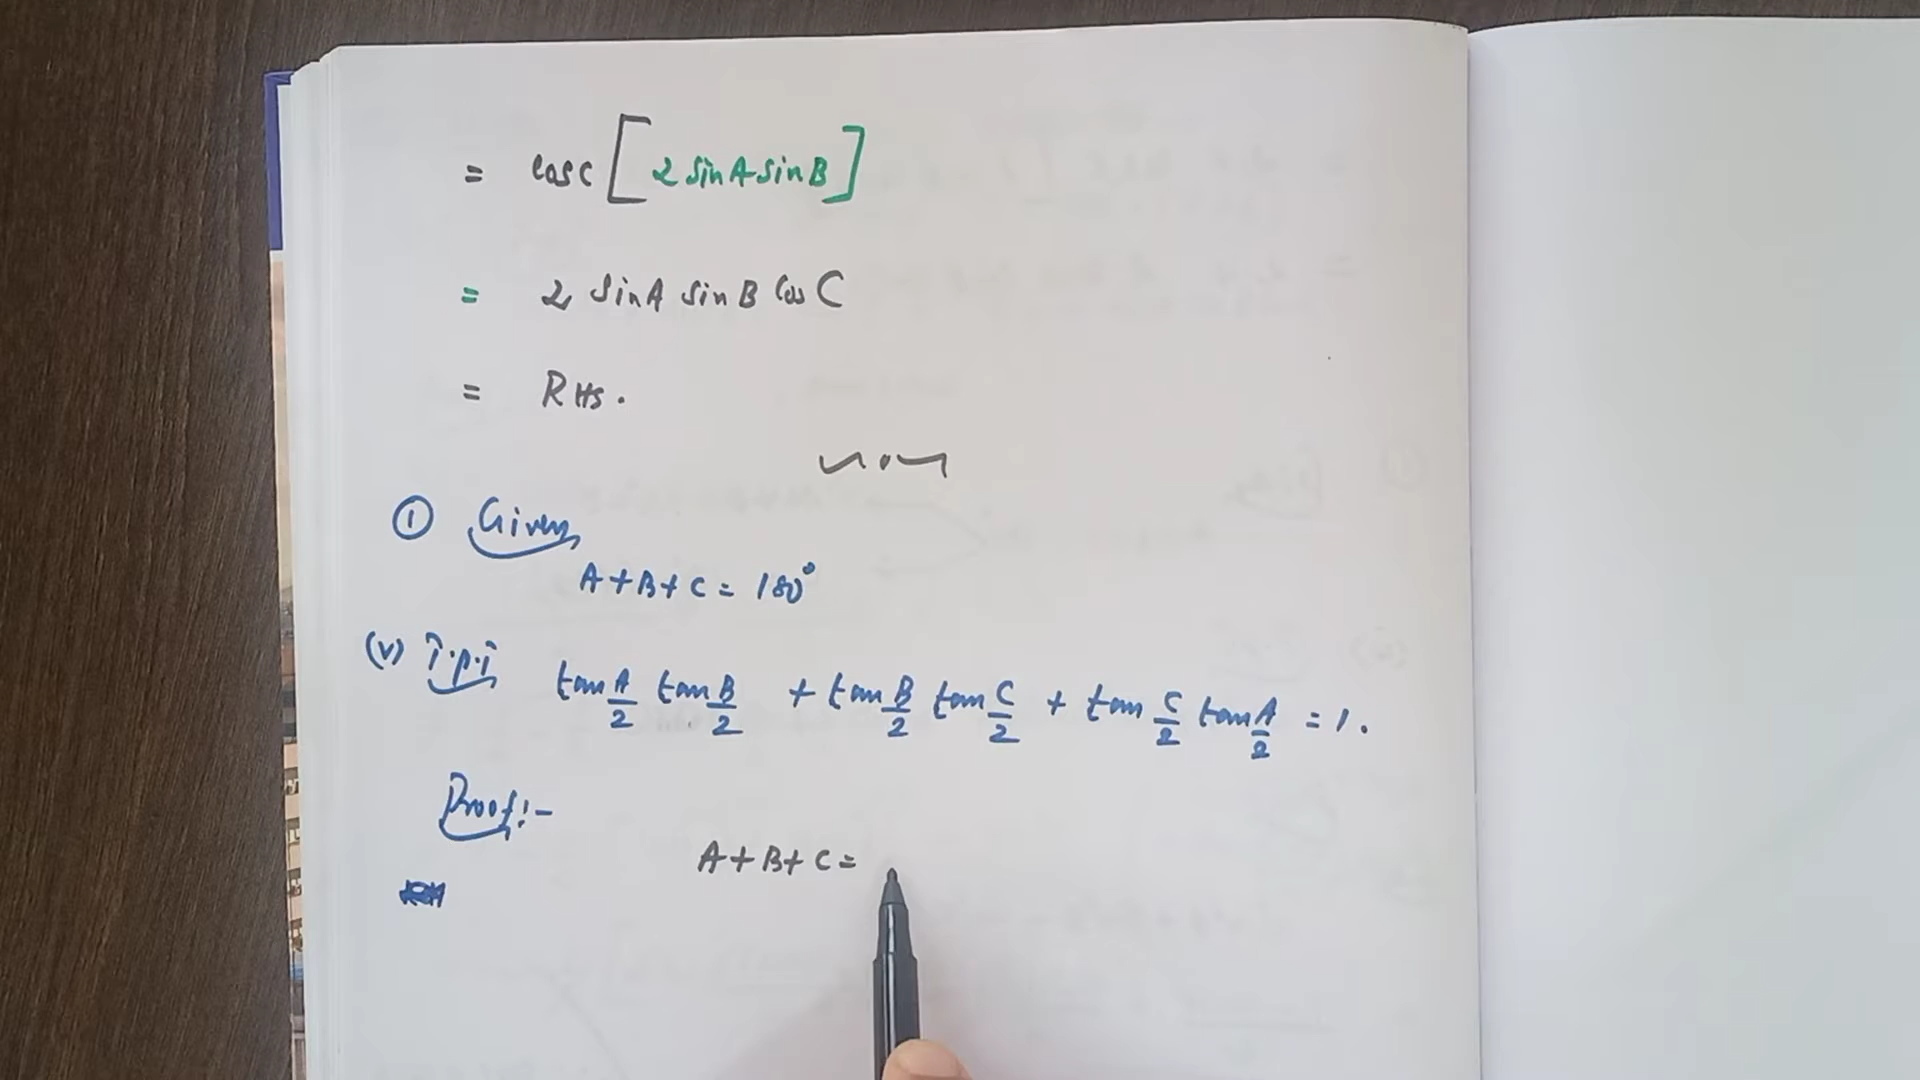 = cosc [2 sinA sinB]
= 2 sinA sinB cosC
= RHS.
① Given
A+B+C = 180°
(v) T.P.T tan A/2 tan B/2 + tan B/2 tan C/2 + tan C/2 tan A/2 = 1.
Proof:-
A+B+C =